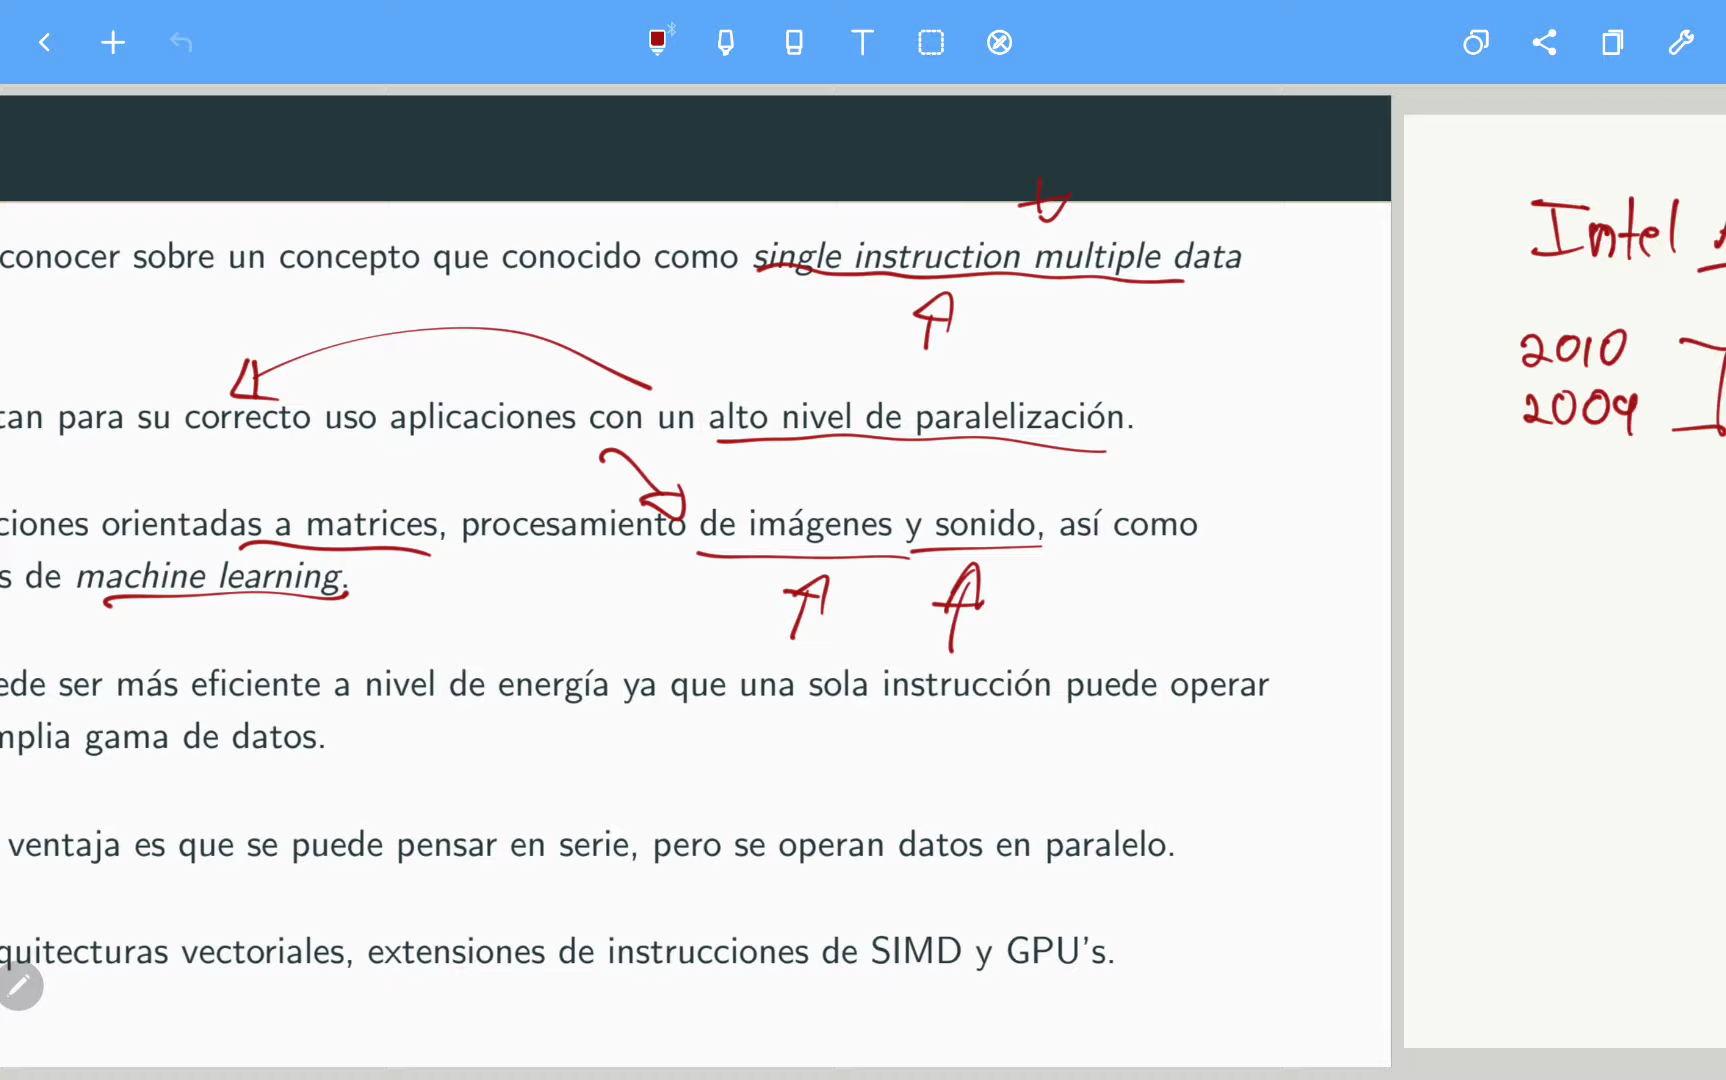 conocer sobre un concepto que conocido como single instruction multiple data
tan para su correcto uso aplicaciones con un alto nivel de paralelización.
ciones orientadas a matrices, procesamiento de imágenes y sonido, así como
s de machine learning.
ede ser más eficiente a nivel de energía ya que una sola instrucción puede operar
mplia gama de datos.
ventaja es que se puede pensar en serie, pero se operan datos en paralelo.
quitecturas vectoriales, extensiones de instrucciones de SIMD y GPU's.
Intel
2010
2009